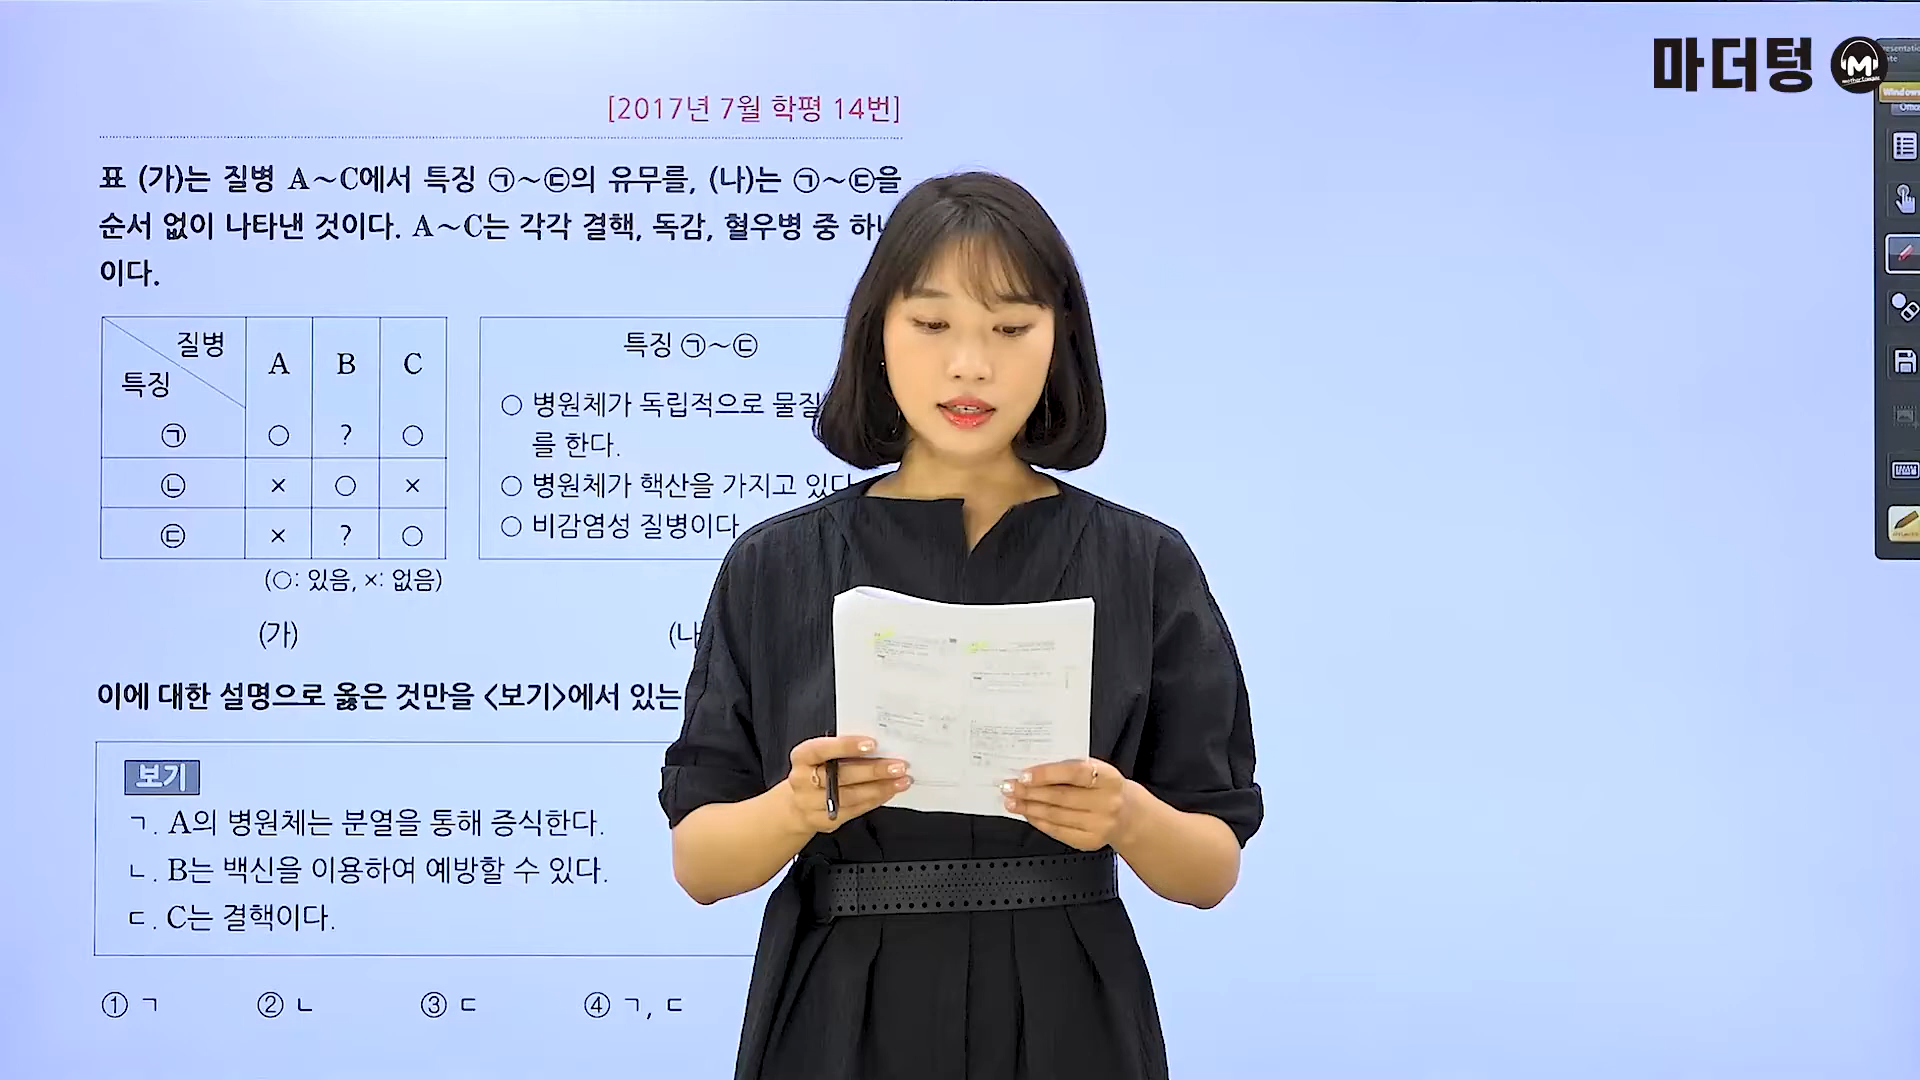 마더텅
[2017년 7월 학평 14번]
표 (가)는 질병 A~C에서 특징 ㉠~㉢의 유무를, (나)는 ㉠~㉢을
순서 없이 나타낸 것이다. A~C는 각각 결핵, 독감, 혈우병 중
이다.
질병 A B C
특징
㉠ ○ ? ○
㉡ × ○ ×
㉢ × ? ○
(○: 있음, ×: 없음)
(가)
특징 ㉠~㉢
○ 병원체가 독립적으로 물질
를 한다.
○ 병원체가 핵산을 가지고 있다
○ 비감염성 질병이다
이에 대한 설명으로 옳은 것만을 <보기>에서 있는
보기
ㄱ. A의 병원체는 분열을 통해 증식한다.
ㄴ. B는 백신을 이용하여 예방할 수 있다.
ㄷ. C는 결핵이다.
① ㄱ ② ㄴ ③ ㄷ ④ ㄱ, ㄷ